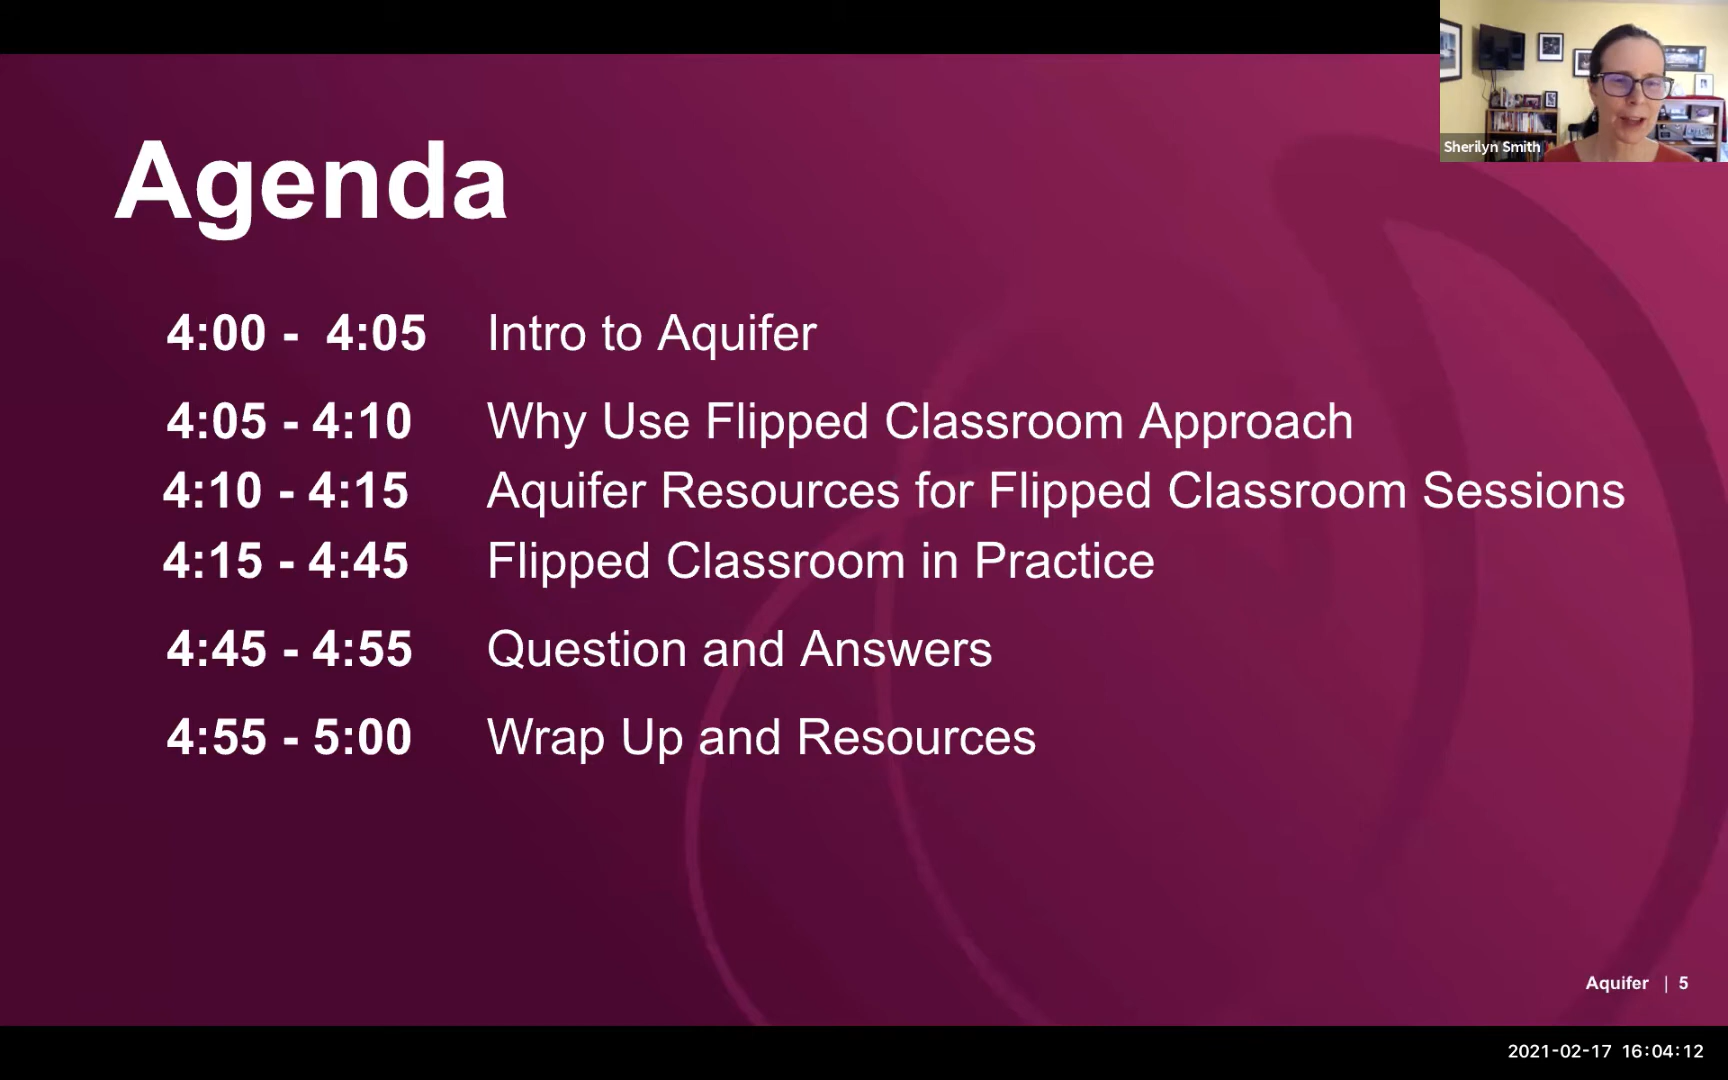 Sherilyn Smith
Agenda
4:00 - 4:05 Intro to Aquifer
4:05 - 4:10 Why Use Flipped Classroom Approach
4:10 - 4:15 Aquifer Resources for Flipped Classroom Sessions
4:15 - 4:45 Flipped Classroom in Practice
4:45 - 4:55 Question and Answers
4:55 - 5:00 Wrap Up and Resources
Aquifer | 5
2021-02-17 16:04:12